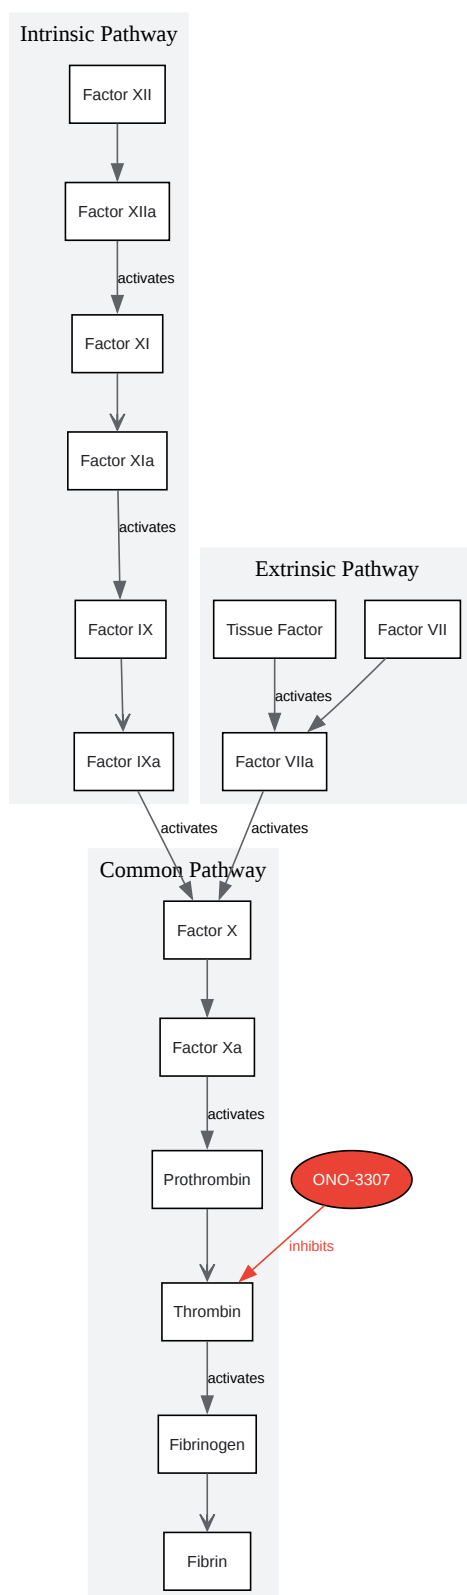 Intrinsic Pathway
Factor XII
Factor XIIa
activates
Factor XI
Factor XIa
activates
Factor IX
Factor IXa
activates
Extrinsic Pathway
Tissue Factor
Factor VII
activates
Factor VIIa
activates
Common Pathway
Factor X
Factor Xa
activates
Prothrombin
ONO-3307
inhibits
Thrombin
activates
Fibrinogen
Fibrin